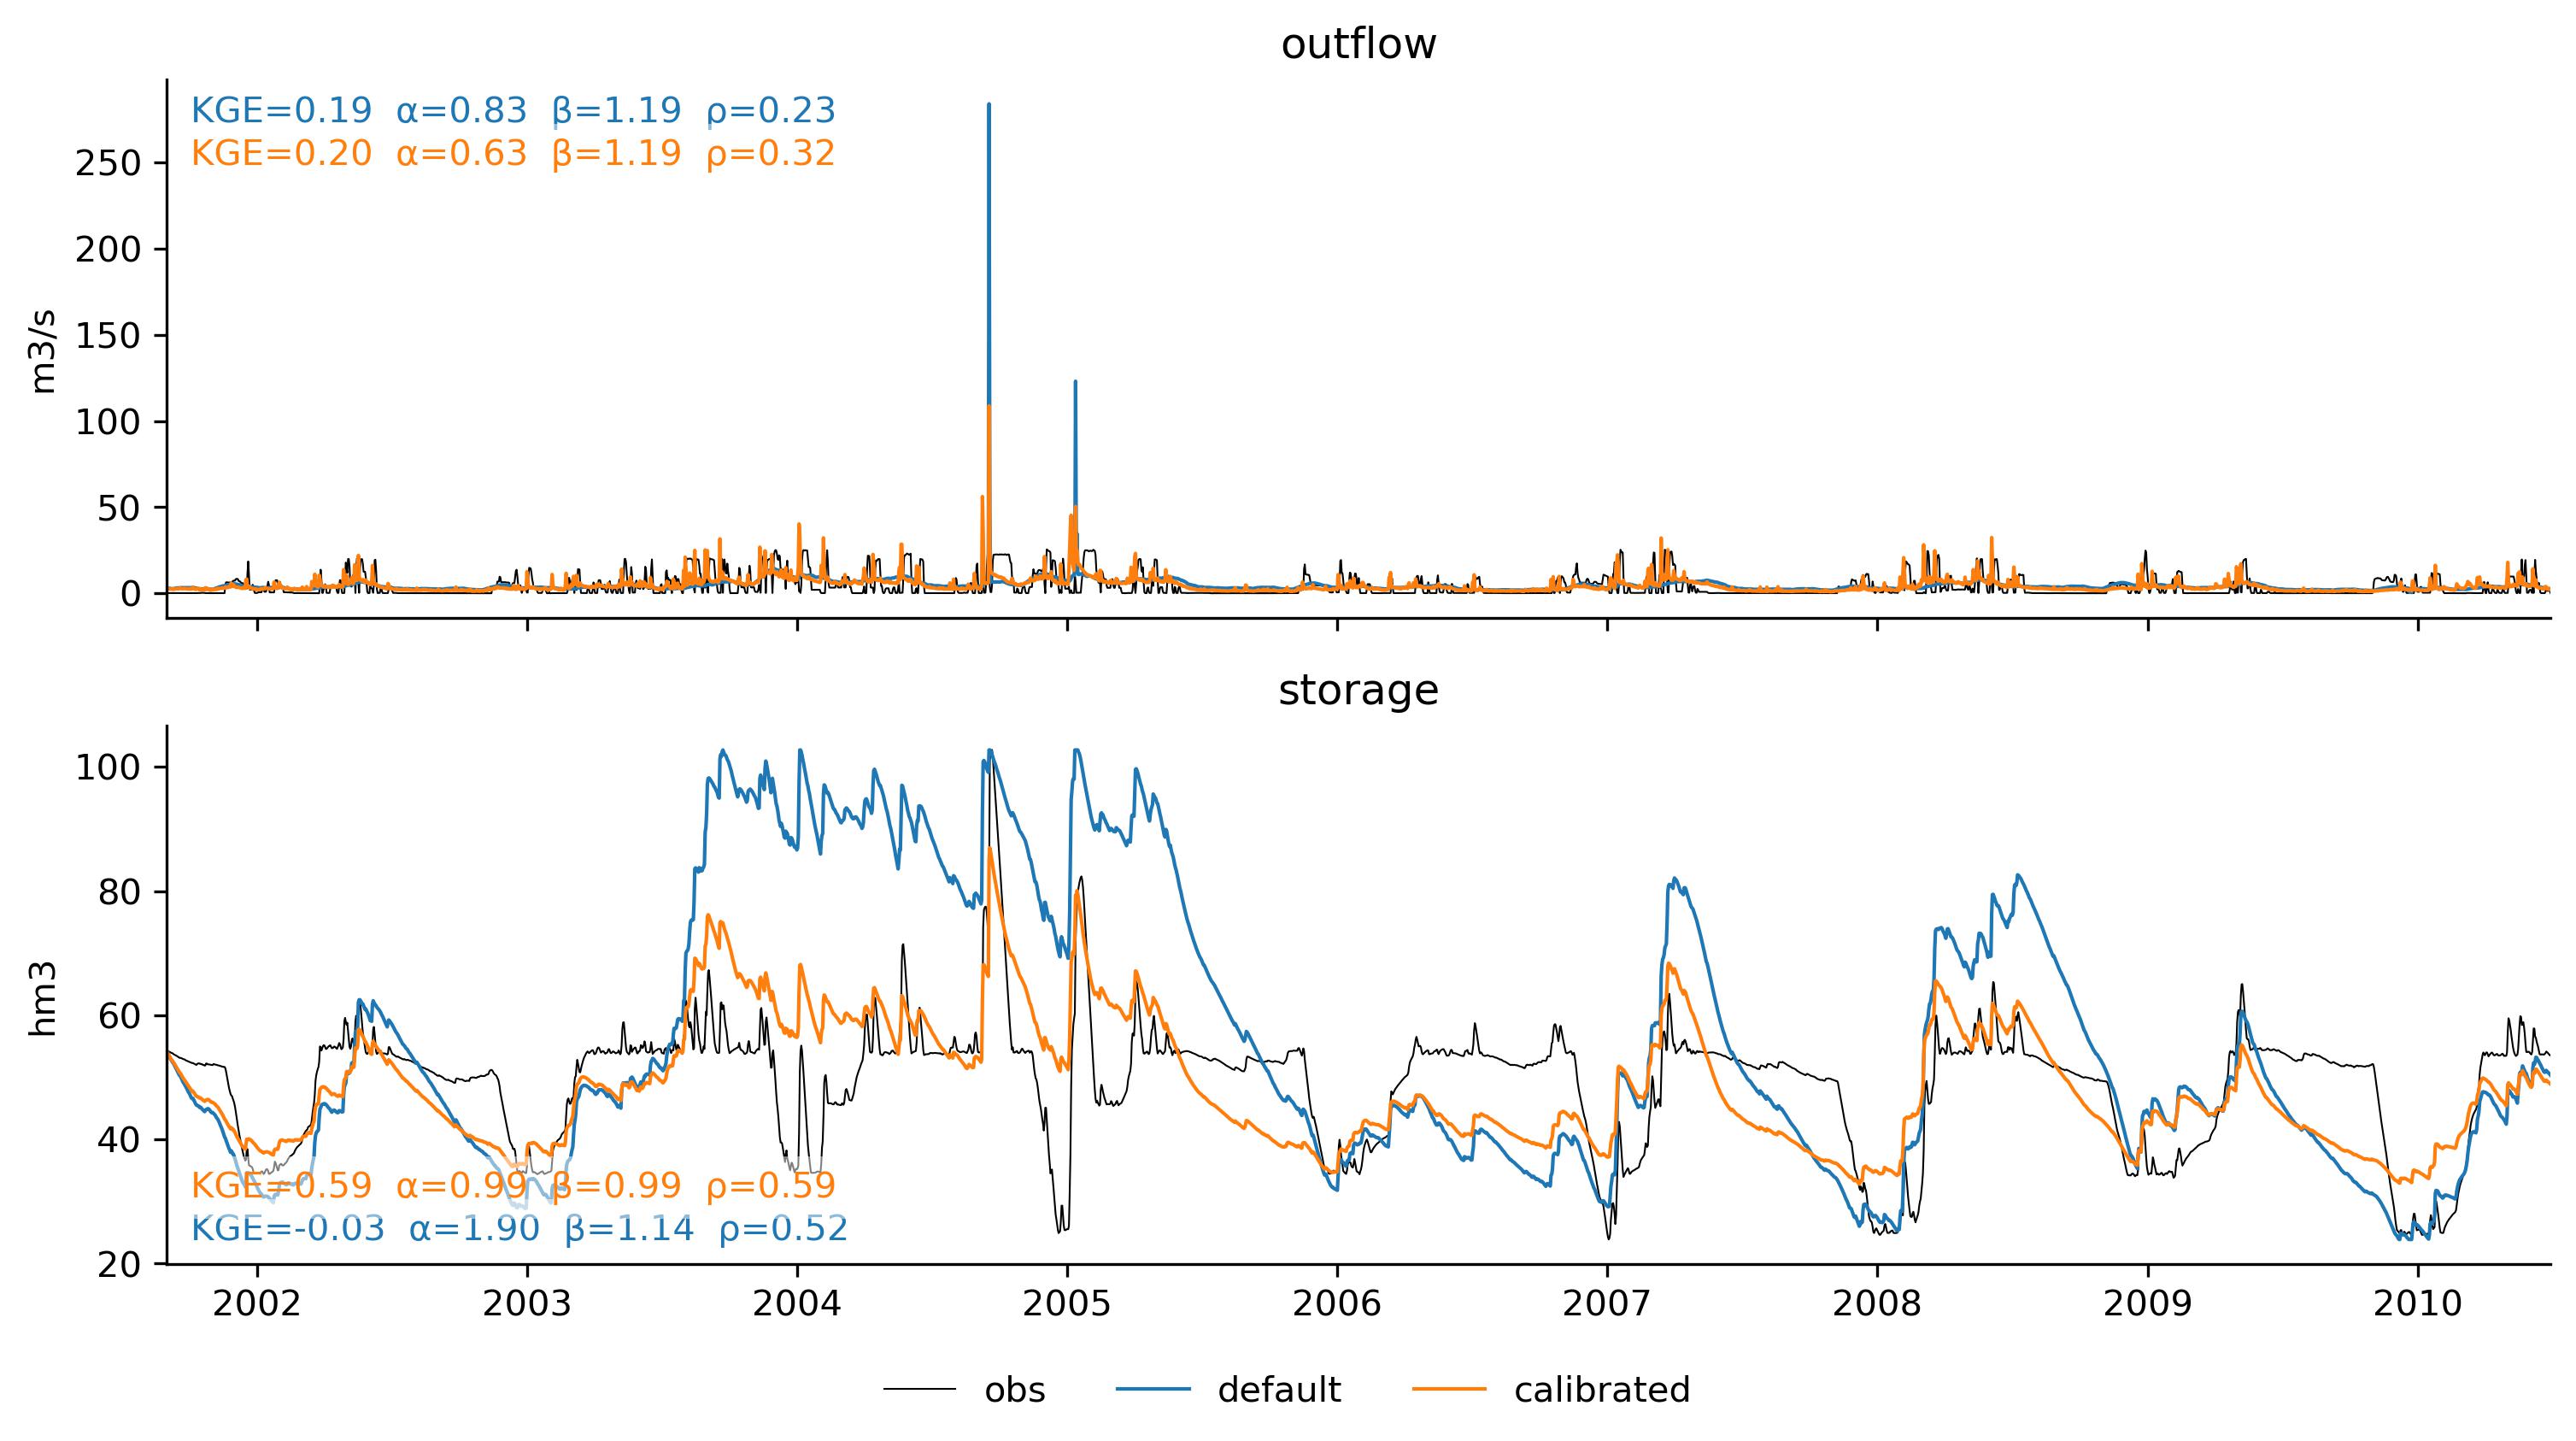 outflow
KGE=0.19 α=0.83 β=1.19 ρ=0.23
KGE=0.20 α=0.63 β=1.19 ρ=0.32
m3/s
250
200
150
100
50
0
storage
hm3
100
80
60
40
20
KGE=0.59 α=0.99 β=0.99 ρ=0.59
KGE=-0.03 α=1.90 β=1.14 ρ=0.52
2002 2003 2004 2005 2006 2007 2008 2009 2010
obs default calibrated